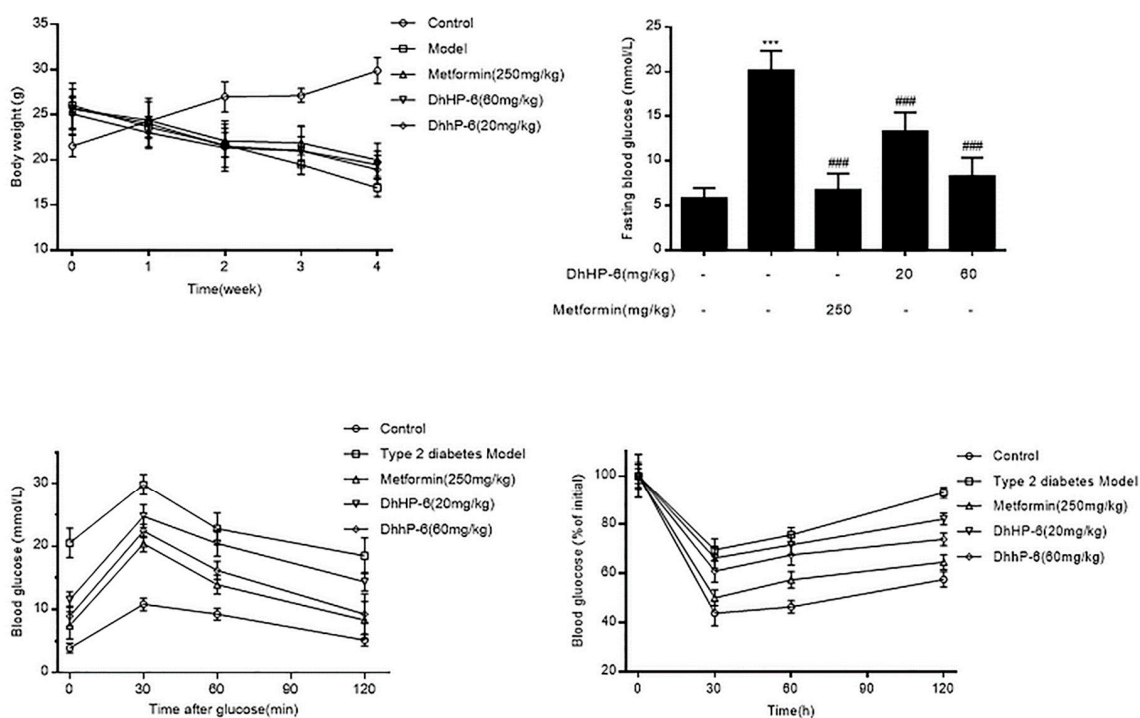 35
30
25
20
15
10
Body weight (g)
0 1 2 3 4
Time(week)
Control
Model
Metformin(250mg/kg)
DhHP-6(60mg/kg)
DhhP-6(20mg/kg)
25
20
15
10
5
0
Fasting blood glucose (mmol/L)
***
###
###
###
DhHP-6(mg/kg) - - - 20 60
Metformin(mg/kg) - - 250 - -
30
20
10
0
Blood glucose (mmol/L)
0 30 60 90 120
Time after glucose(min)
Control
Type 2 diabetes Model
Metformin(250mg/kg)
DhHP-6(20mg/kg)
DhhP-6(60mg/kg)
100
80
60
40
20
Blood gluocose (%of initial)
0 30 60 90 120
Time(h)
Control
Type 2 diabetes Model
Metformin(250mg/kg)
DhHP-6(20mg/kg)
DhhP-6(60mg/kg)